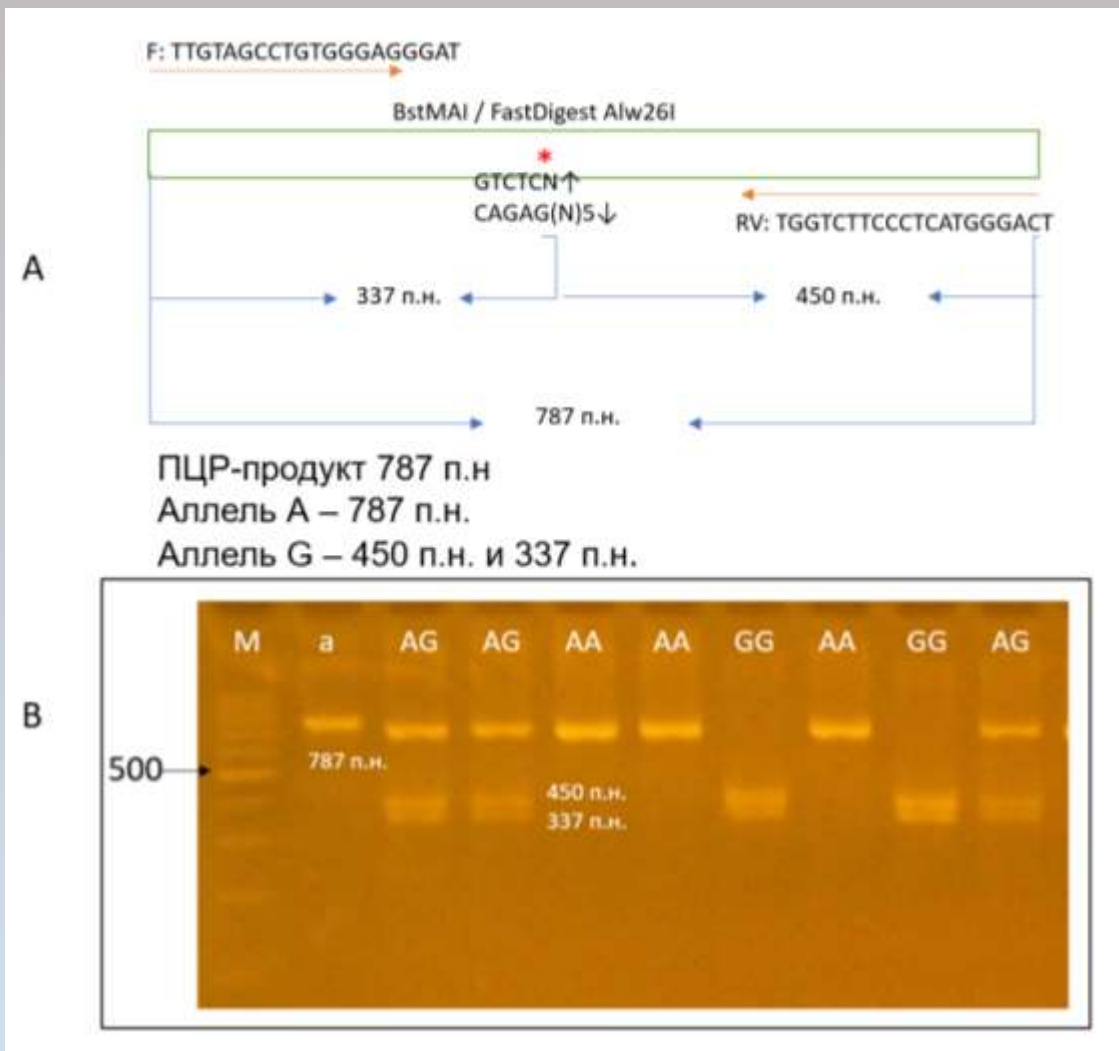 F: TTGTAGCCTGTGGGAGGGAT
BstMAI / FastDigest Alw26I
*
GTCTCN↑
CAGAG(N)5↓
RV: TGGTCTTCCCTCATGGGACT
A
337 п.н.
450 п.н.
787 п.н.
ПЦР-продукт 787 п.н
Аллель А – 787 п.н.
Аллель G – 450 п.н. и 337 п.н.
M a AG AG AA AA GG AA GG AG
B
500
787 п.н.
450 п.н.
337 п.н.